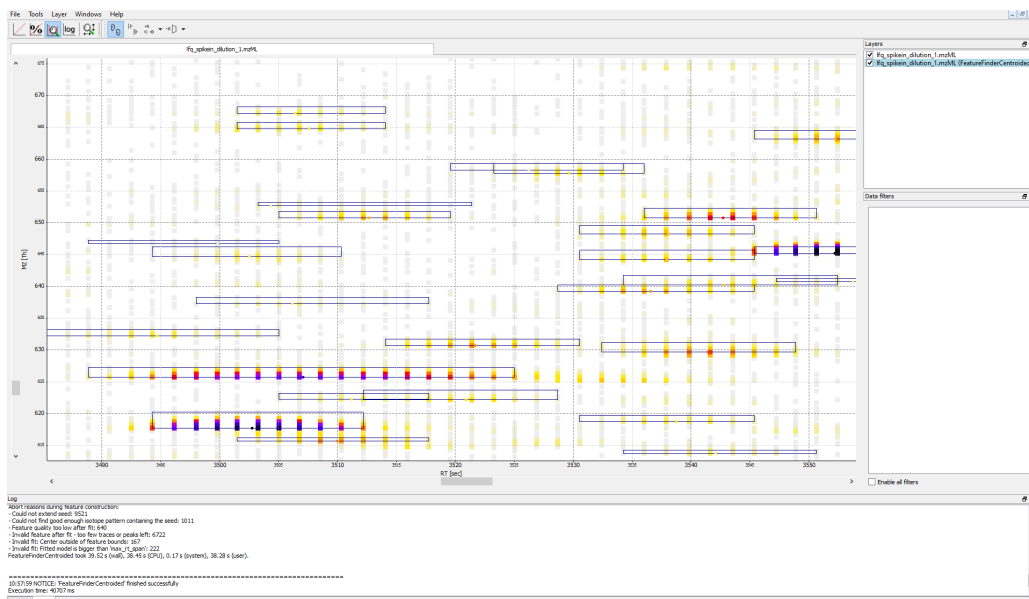 File Tools Layer Windows Help
log
lfq_spikein_dilution_1.mzML
Layers
lfq_spikein_dilution_1.mzML
lfq_spikein_dilution_1.mzML (FeatureFinderCentroided
675
670
665
660
655
650
645
640
635
630
625
620
615
MZ [Th]
3490 3495 3500 3505 3510 3515 3520 3525 3530 3535 3540 3545 3550
RT [sec]
Data filters
Enable all filters
Log
Abort reasons during feature construction:
- Could not extend seed: 9521
- Could not find good enough isotope pattern containing the seed: 1011
- Feature quality too low after fit: 640
- Invalid feature after fit - too few traces or peaks left: 6722
- Invalid fit: Center outside of feature bounds: 167
- Invalid fit: Fitted model is bigger than 'max_rt_span': 222
FeatureFinderCentroided took 39.52 s (wall), 38.45 s (CPU), 0.17 s (system), 38.28 s (user).
10:57:59 NOTICE: 'FeatureFinderCentroided' finished successfully
Execution time: 40707 ms